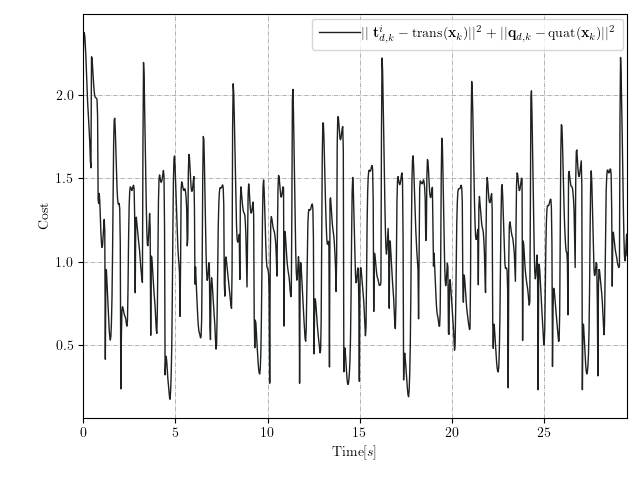 || t^i_{d,k} − trans(x_k)||² + ||q_{d,k} − quat(x_k)||²
2.0
1.5
1.0
0.5
Cost
0 5 10 15 20 25
Time[s]